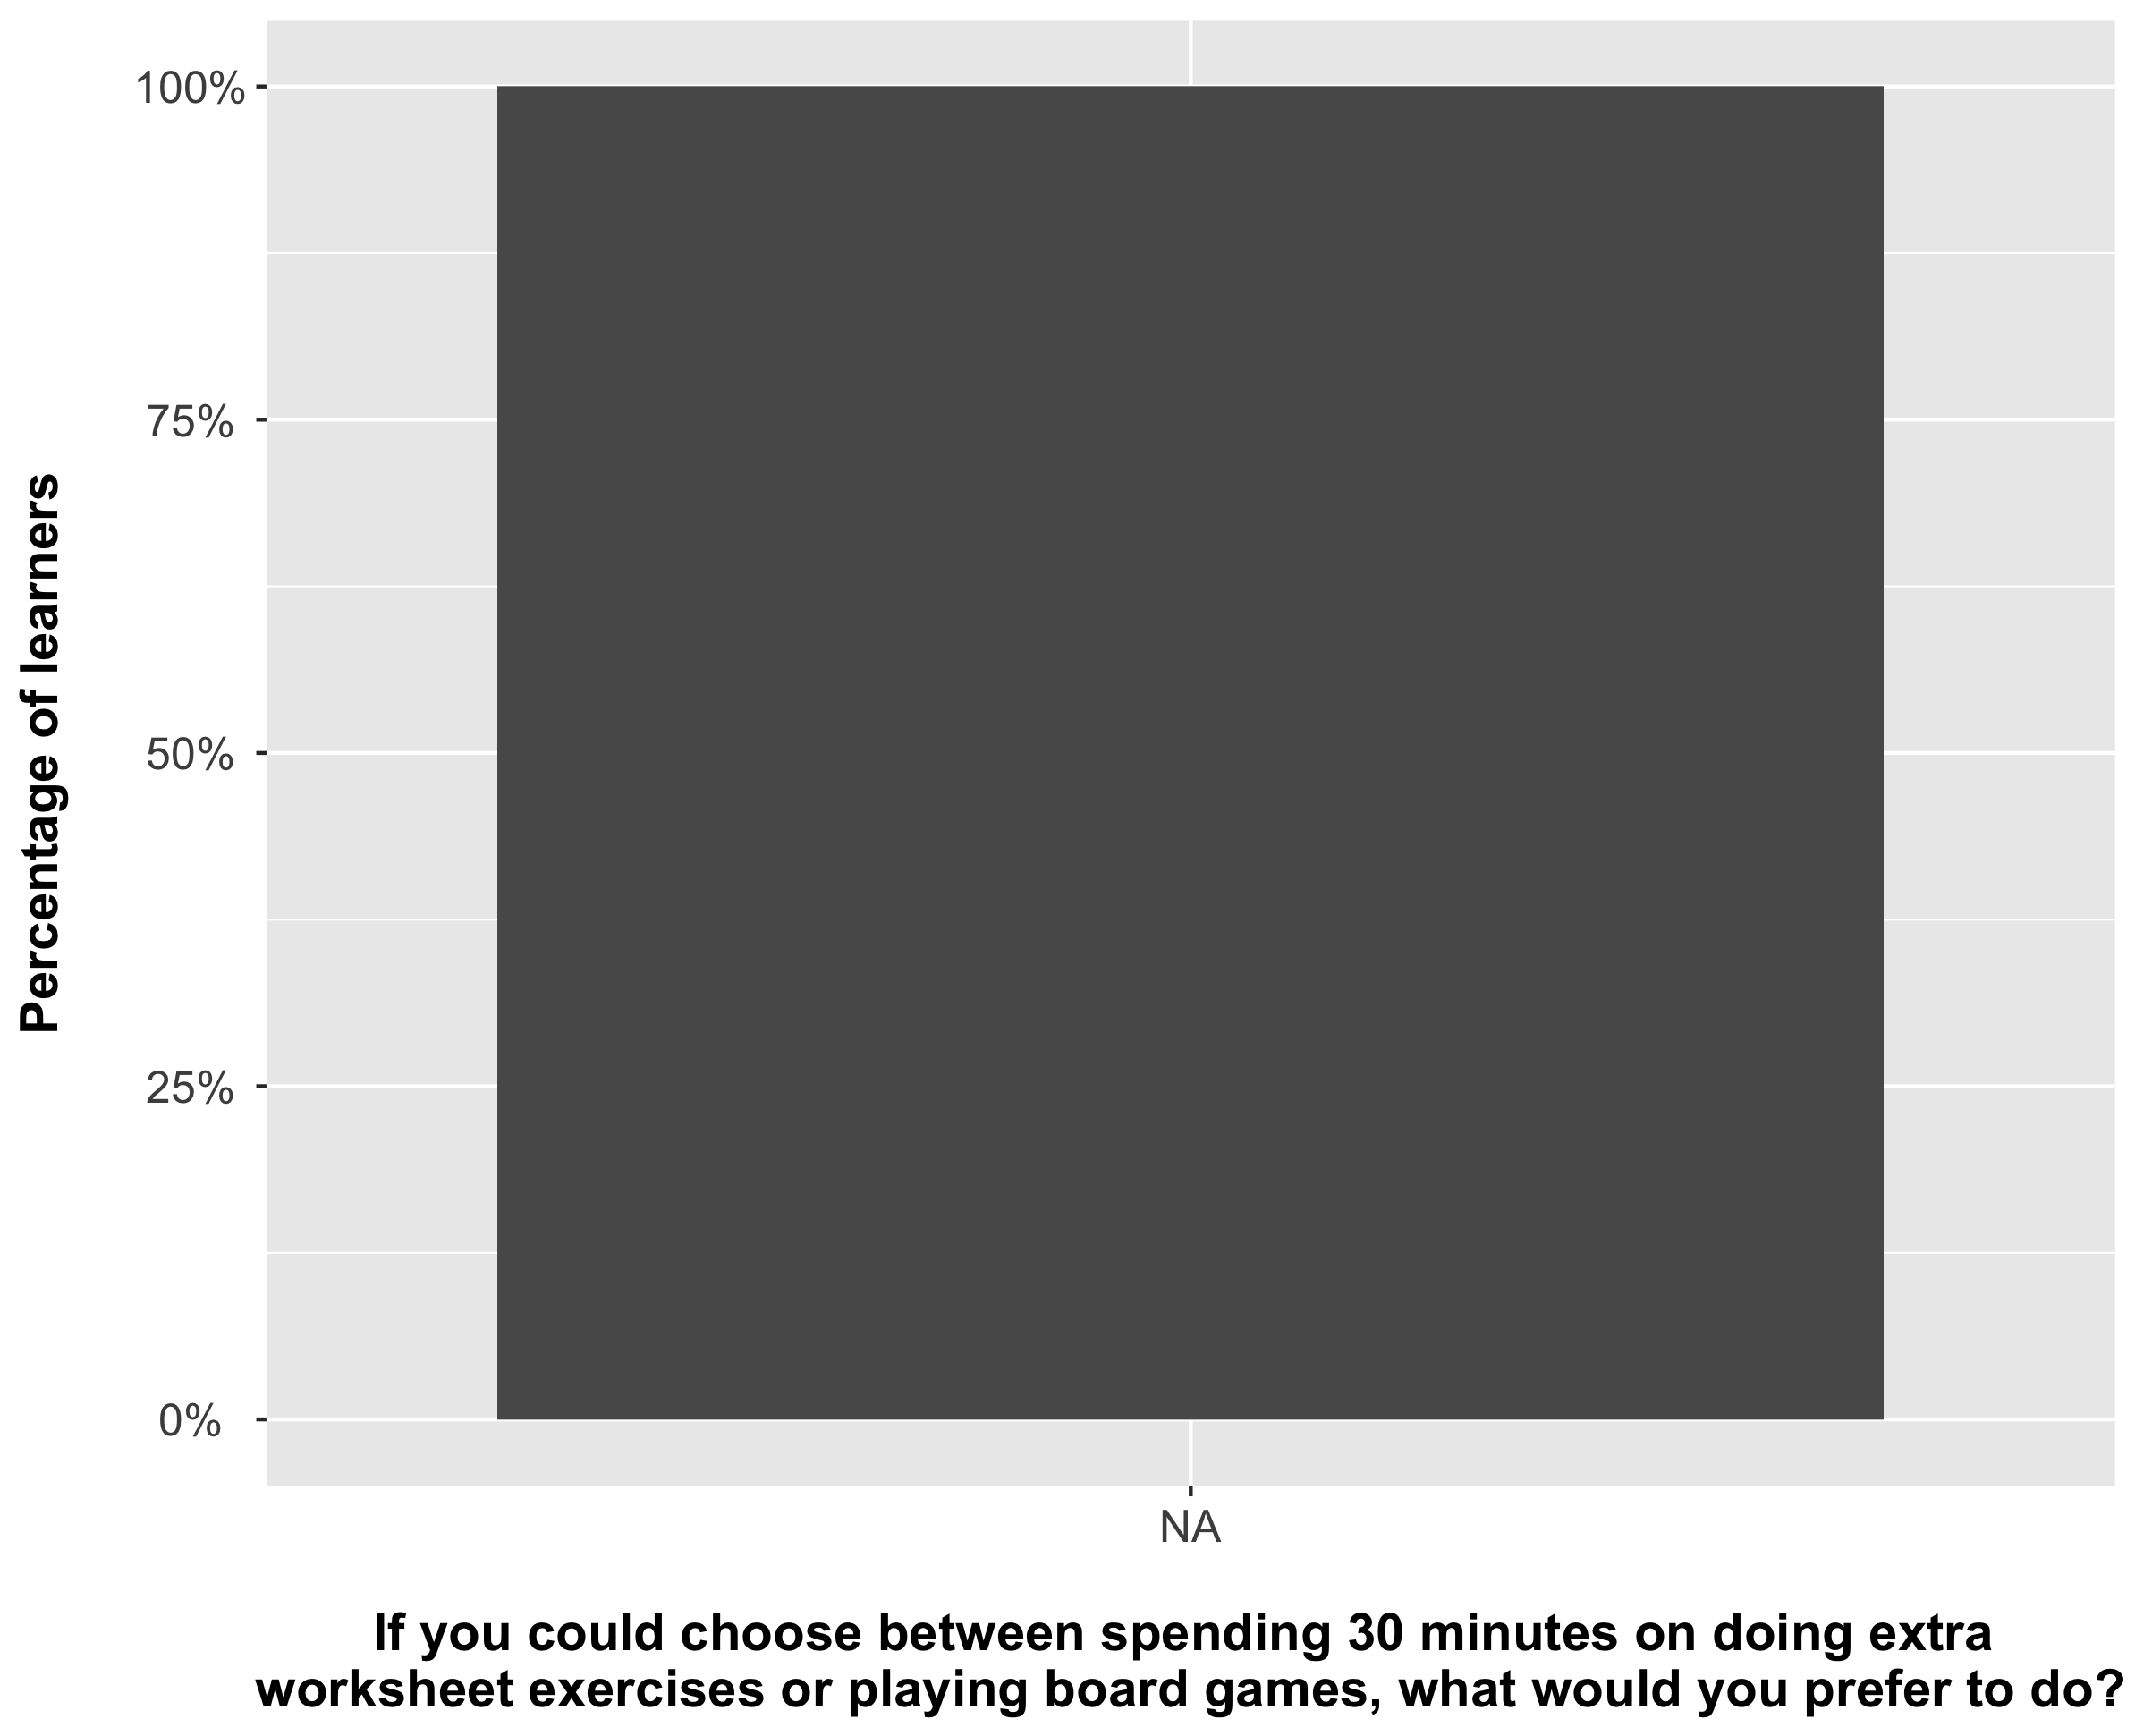 Percentage of learners
100%
75%
50%
25%
0%
NA
If you could choose between spending 30 minutes on doing extra
worksheet exercises or playing board games, what would you prefer to do?